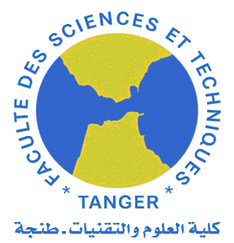 FACULTE DES SCIENCES ET TECHNIQUES
* TANGER *
كلية العلوم والتقنيات - طنجة